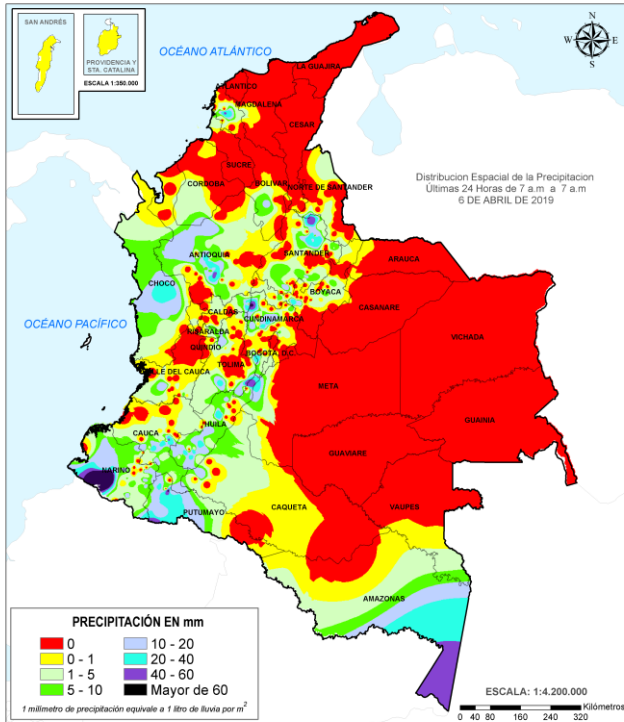 SAN ANDRÉS
PROVIDENCIA Y
STA. CATALINA
ESCALA 1:350.000
OCÉANO ATLÁNTICO
N
W
E
S
LA GUAJIRA
ATLANTICO
MAGDALENA
CESAR
SUCRE
CORDOBA
BOLIVAR
NORTE DE SANTANDER
Distribucion Espacial de la Precipitacion
Últimas 24 Horas de 7 a.m a 7 a.m
6 DE ABRIL DE 2019
ANTIOQUIA
SANTANDER
ARAUCA
CHOCO
BOYACA
CASANARE
OCÉANO PACÍFICO
CALDAS
CUNDINAMARCA
RISARALBA
VICHADA
QUINDIO
BOGOTA, D.C.
TOLIMA
VALLE DEL CAUCA
META
GUAINIA
CAUCA
HUILA
GUAVIARE
NARIÑO
CAQUETA
VAUPES
PUTUMAYO
AMAZONAS
PRECIPITACIÓN EN mm
0
10 - 20
0 - 1
20 - 40
1 - 5
40 - 60
5 - 10
Mayor de 60
1 milimetro de precipitación equivale a 1 litro de lluvia por m2
ESCALA: 1:4.200.000
Kilómetros
0 40 80 160 240 320